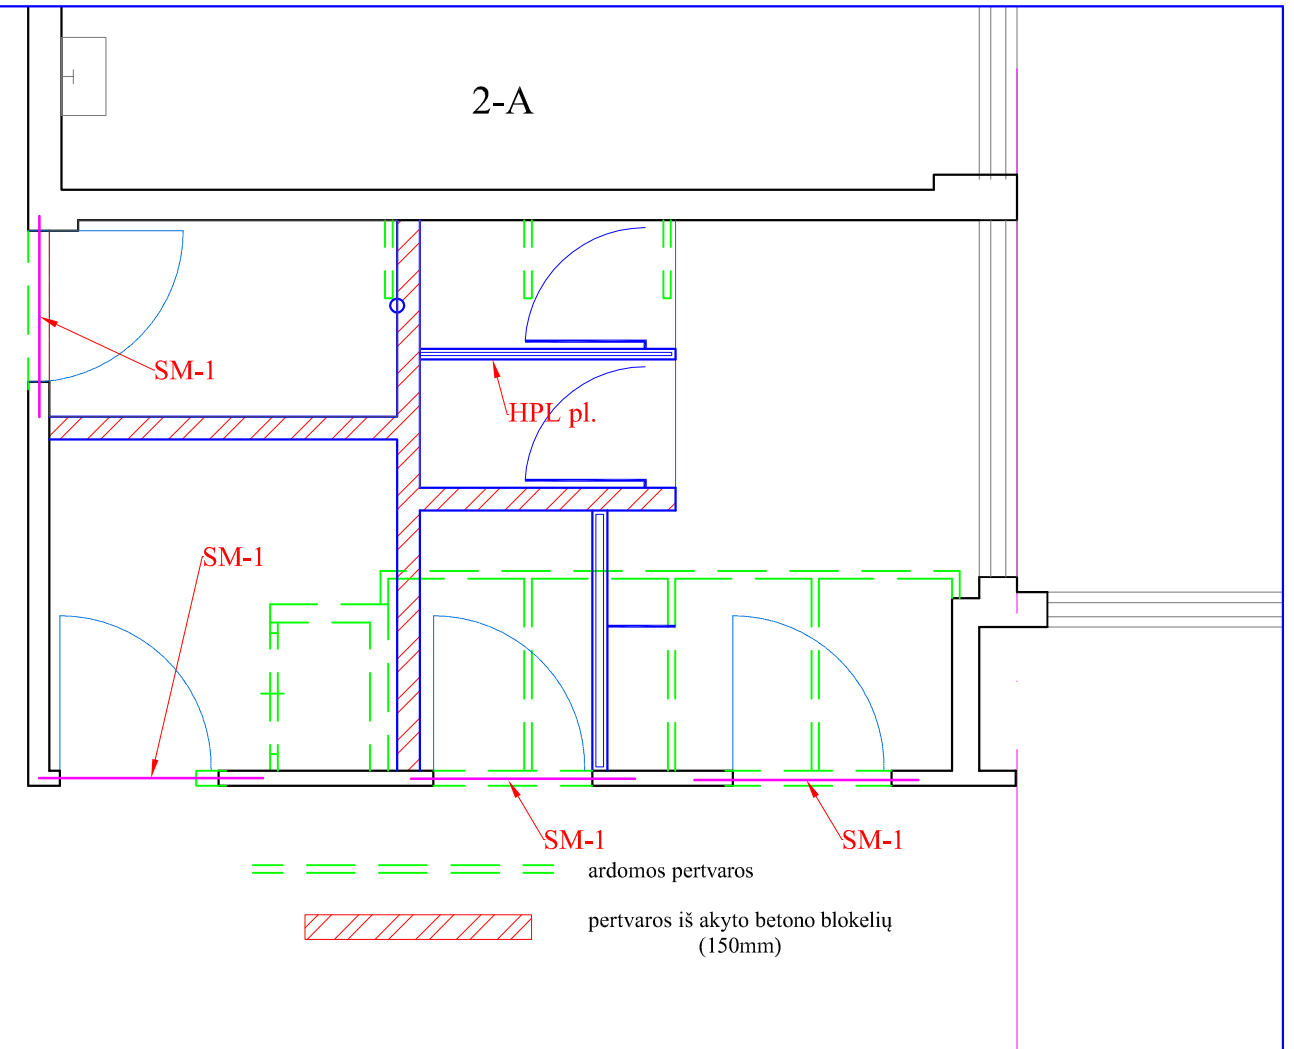 2-A
SM-1
HPL pl.
SM-1
SM-1
SM-1
ardomos pertvaros
pertvaros iš akyto betono blokelių
(150mm)